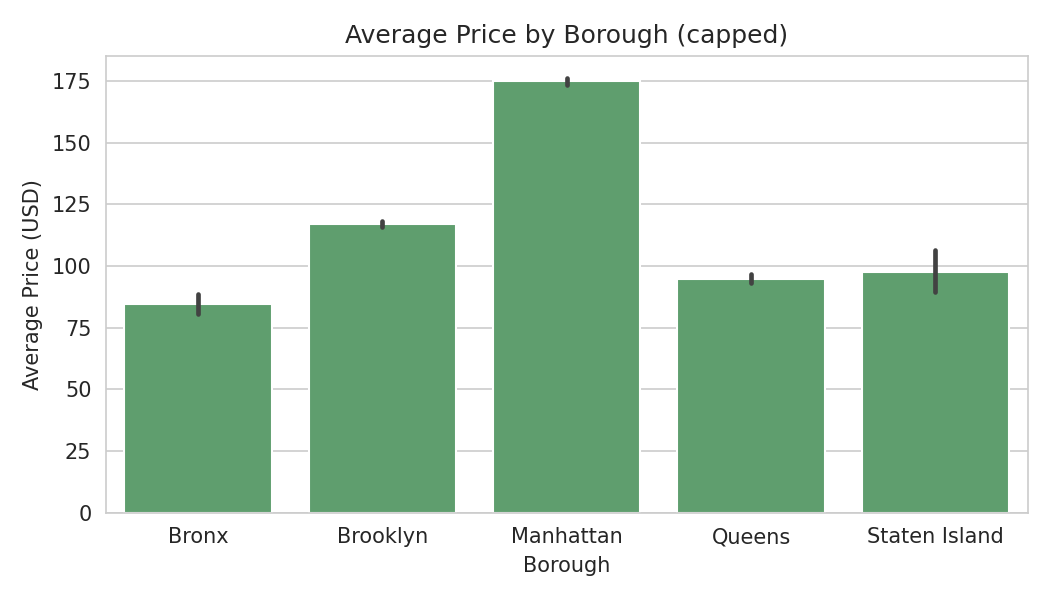 Average Price by Borough (capped)
Average Price (USD)
175
150
125
100
75
50
25
0
Bronx Brooklyn Manhattan Queens Staten Island
Borough